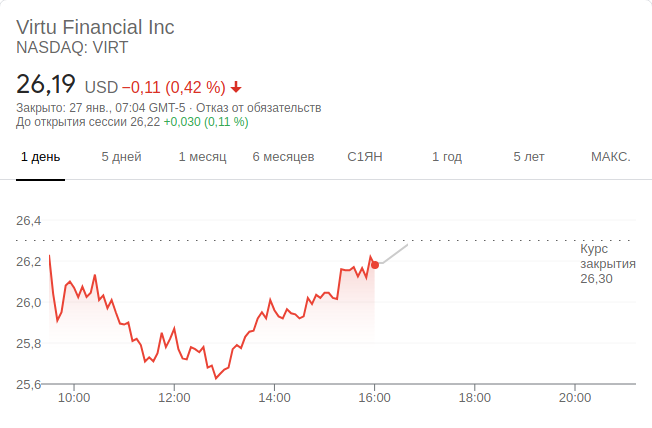 Virtu Financial Inc
NASDAQ: VIRT
26,19 USD −0,11 (0,42 %)
Закрыто: 27 янв., 07:04 GMT-5 · Отказ от обязательств
До открытия сессии 26,22 +0,030 (0,11 %)
1 день 5 дней 1 месяц 6 месяцев С1ЯН 1 год 5 лет МАКС.
26,4
Курс
закрытия
26,30
26,2
26,0
25,8
25,6
10:00 12:00 14:00 16:00 18:00 20:00